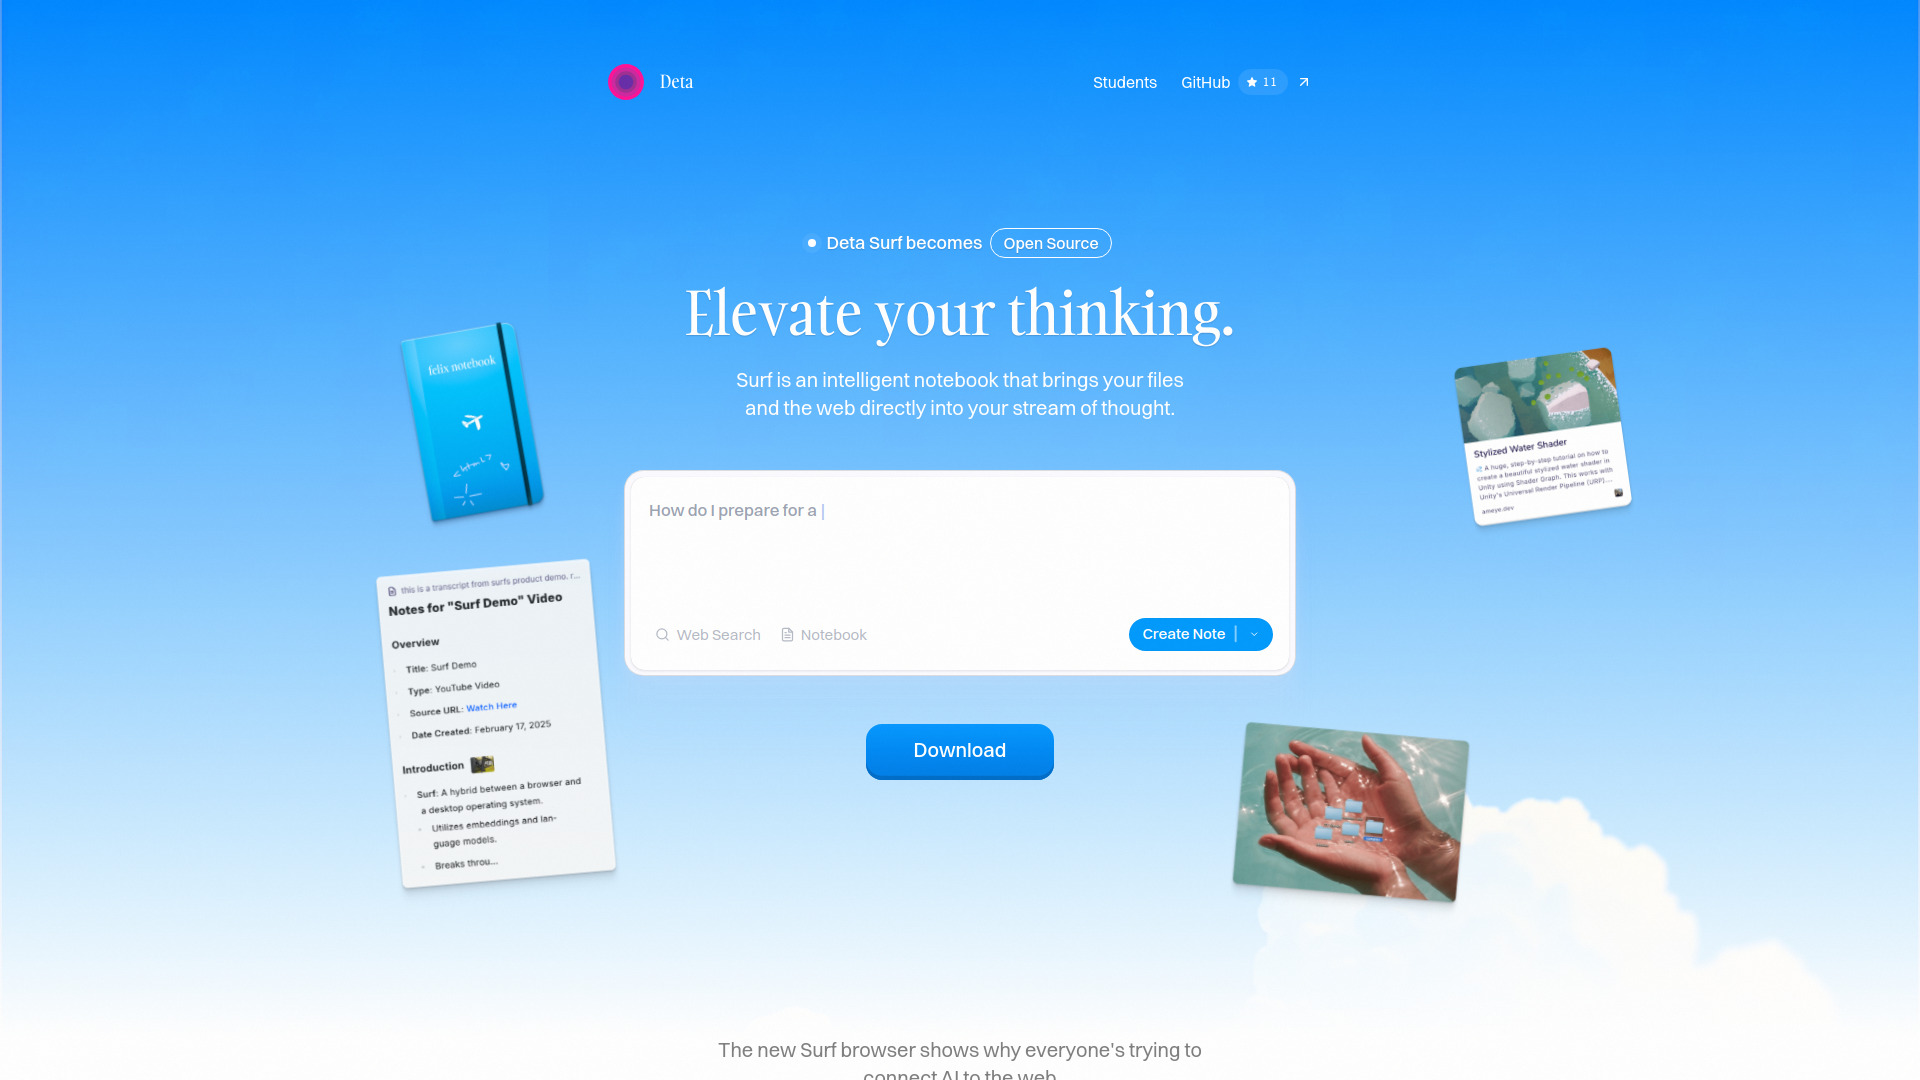 Deta
Students
GitHub
11
Deta Surf becomes
Open Source
Elevate your thinking.
Surf is an intelligent notebook that brings your files
and the web directly into your stream of thought.
felix notebook
Stylized Water Shader
A huge, step-by-step tutorial on how to
create a beautiful stylized water shader in
Unity using Shader Graph. This works with
Unity's Universal Render Pipeline (URP)...
ameye.dev
How do I prepare for a |
Web Search
Notebook
Create Note
this is a transcript from surfs product demo. r...
Notes for "Surf Demo" Video
Overview
Title: Surf Demo
Type: YouTube Video
Source URL: Watch Here
Date Created: February 17, 2025
Introduction
Surf: A hybrid between a browser and
a desktop operating system.
Utilizes embeddings and lan-
guage models.
Breaks throu...
Download
The new Surf browser shows why everyone's trying to
connect AI to the web